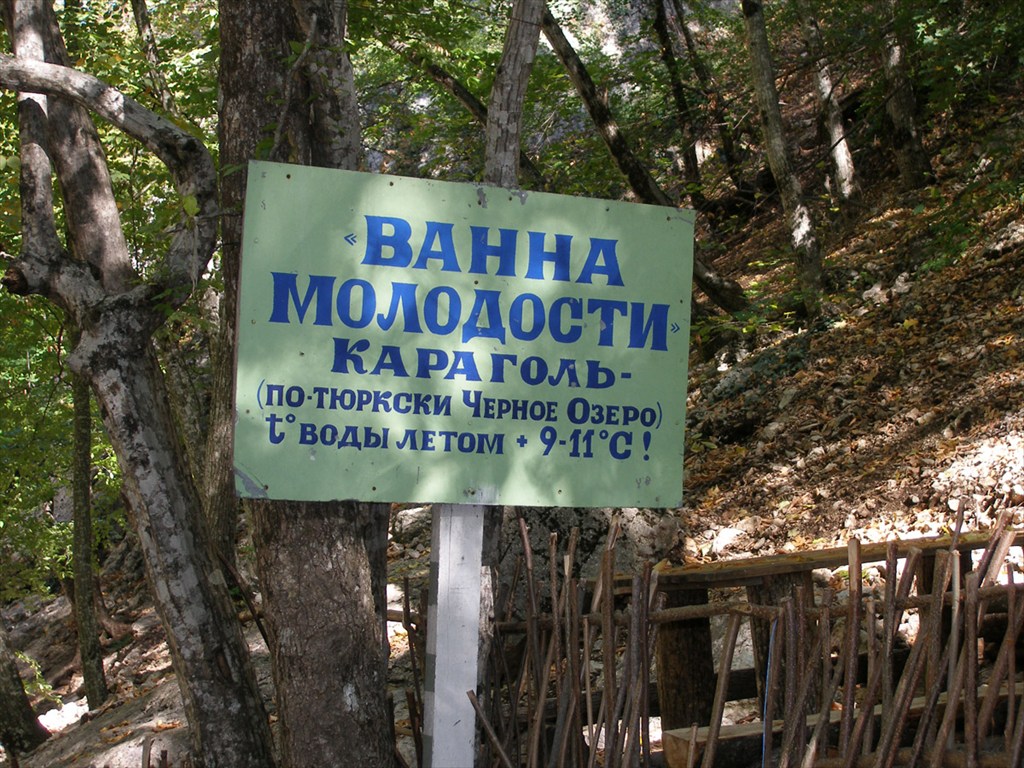 «ВАННА
МОЛОДОСТИ»
КАРАГОЛЬ-
(ПО-ТЮРКСКИ ЧЕРНОЕ ОЗЕРО)
t° ВОДЫ ЛЕТОМ + 9-11°С!